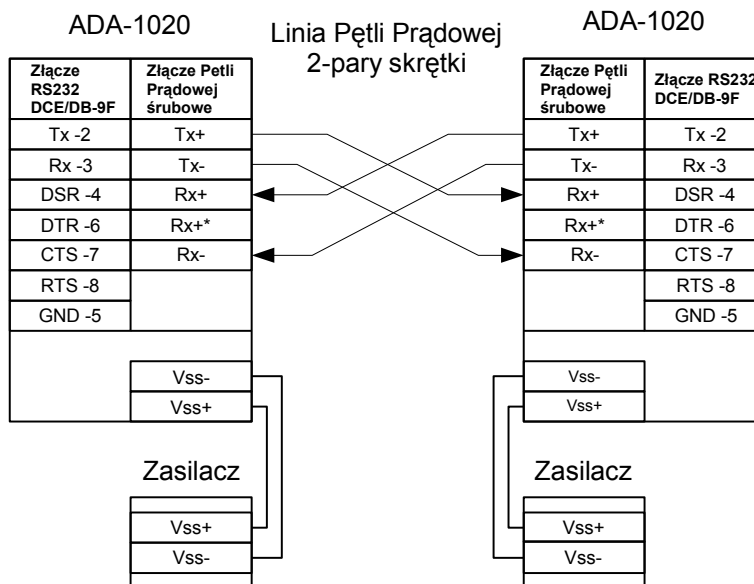 ADA-1020
Linia Pętli Prądowej
2-pary skrętki
ADA-1020
Złącze
RS232
DCE/DB-9F
Złącze Petli
Prądowej
śrubowe
Tx -2
Tx+
Rx -3
Tx-
DSR -4
Rx+
DTR -6
Rx+*
CTS -7
Rx-
RTS -8
GND -5
Vss-
Vss+
Zasilacz
Vss+
Vss-
Złącze Pętli
Prądowej
śrubowe
Złącze RS232
DCE/DB-9F
Tx+
Tx -2
Tx-
Rx -3
Rx+
DSR -4
Rx+*
DTR -6
Rx-
CTS -7
RTS -8
GND -5
Vss-
Vss+
Zasilacz
Vss+
Vss-